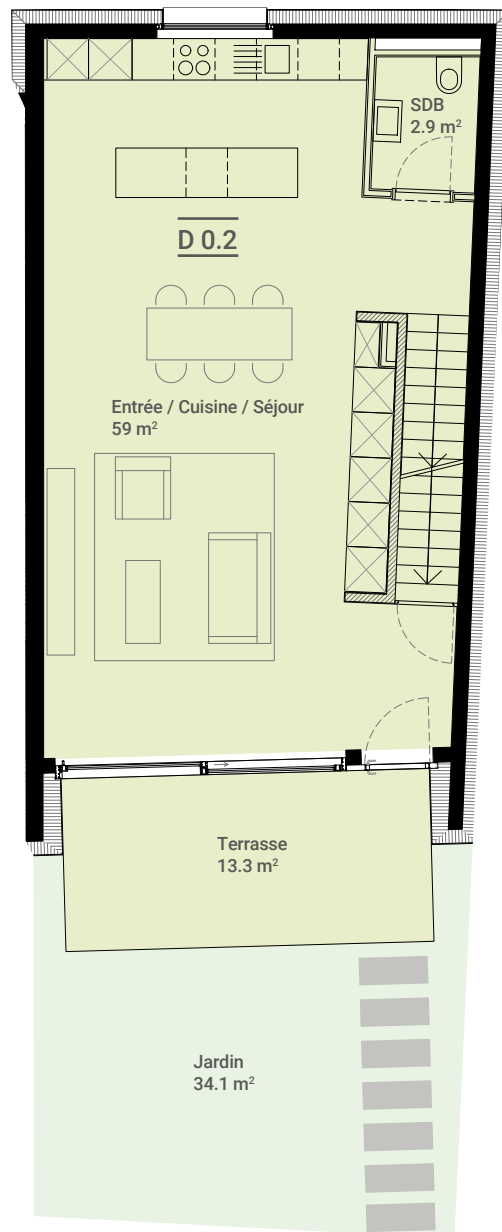 SDB
2.9 m²
D 0.2
Entrée / Cuisine / Séjour
59 m²
Terrasse
13.3 m²
Jardin
34.1 m²